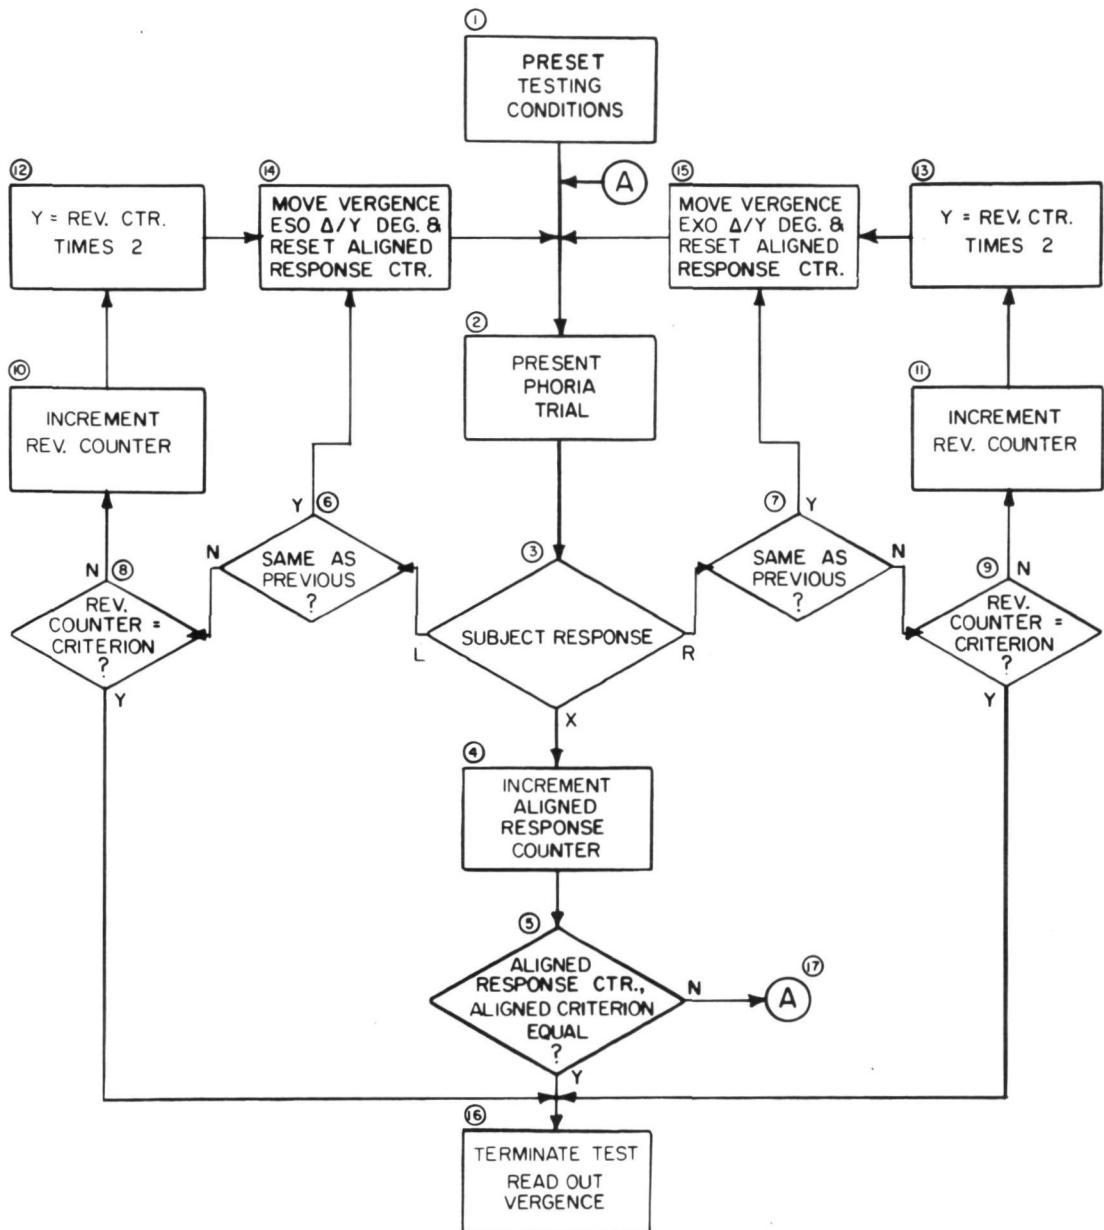 ①
PRESET
TESTING
CONDITIONS
A
⑫
Y = REV. CTR.
TIMES 2
⑭
MOVE VERGENCE
ESO Δ/Y DEG. &
RESET ALIGNED
RESPONSE CTR.
⑮
MOVE VERGENCE
EXO Δ/Y DEG. &
RESET ALIGNED
RESPONSE CTR.
⑬
Y = REV. CTR.
TIMES 2
②
PRESENT
PHORIA
TRIAL
⑩
INCREMENT
REV. COUNTER
⑪
INCREMENT
REV. COUNTER
Y
⑥
N
SAME AS
PREVIOUS
?
⑦
Y
SAME AS
PREVIOUS
?
N
N
⑧
REV.
COUNTER =
CRITERION
?
Y
③
SUBJECT RESPONSE
L
R
X
⑨
N
REV.
COUNTER =
CRITERION
?
Y
④
INCREMENT
ALIGNED
RESPONSE
COUNTER
⑤
ALIGNED
RESPONSE CTR.,
ALIGNED CRITERION
EQUAL
?
N
A
⑰
Y
⑯
TERMINATE TEST
READ OUT
VERGENCE